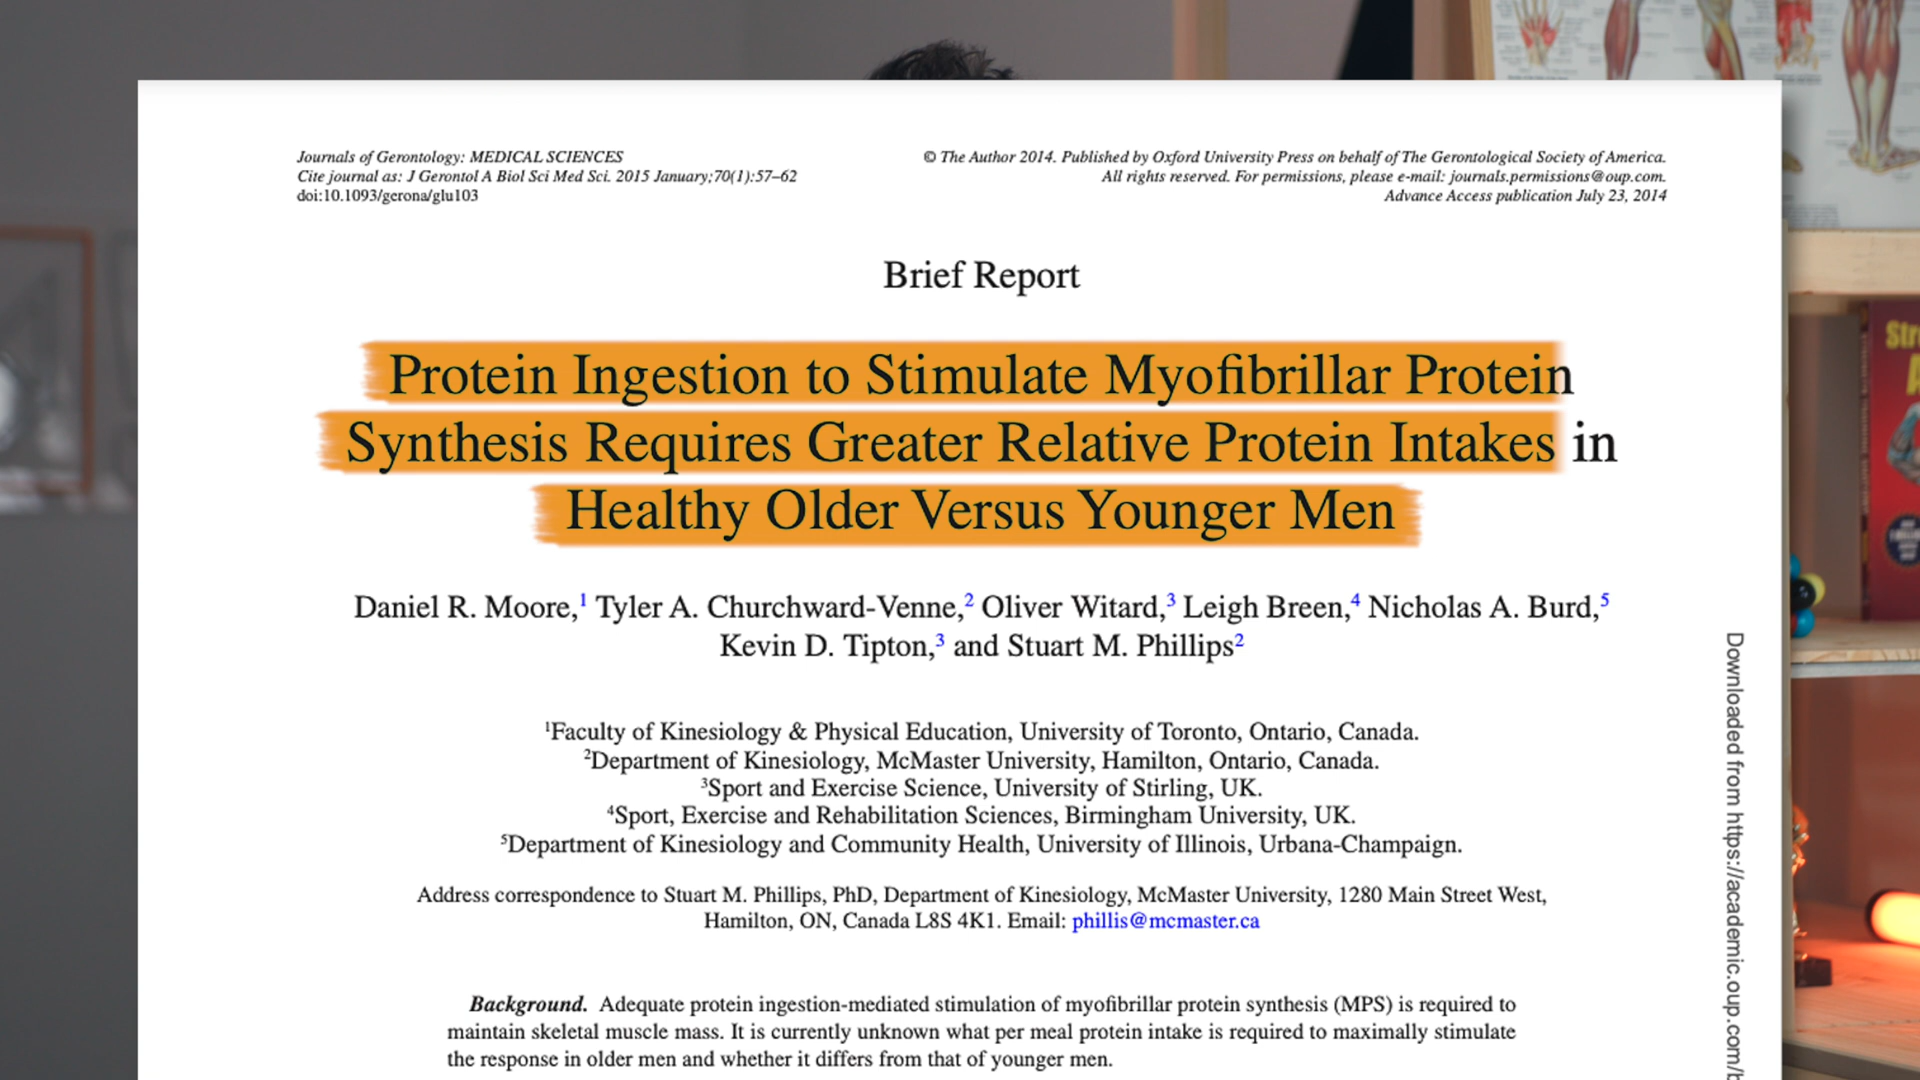 Journals of Gerontology: MEDICAL SCIENCES
Cite journal as: J Gerontol A Biol Sci Med Sci. 2015 January;70(1):57–62
doi:10.1093/gerona/glu103
© The Author 2014. Published by Oxford University Press on behalf of The Gerontological Society of America.
All rights reserved. For permissions, please e-mail: journals.permissions@oup.com.
Advance Access publication July 23, 2014
Brief Report
Protein Ingestion to Stimulate Myofibrillar Protein
Synthesis Requires Greater Relative Protein Intakes in
Healthy Older Versus Younger Men
Daniel R. Moore,1 Tyler A. Churchward-Venne,2 Oliver Witard,3 Leigh Breen,4 Nicholas A. Burd,5
Kevin D. Tipton,3 and Stuart M. Phillips2
1Faculty of Kinesiology & Physical Education, University of Toronto, Ontario, Canada.
2Department of Kinesiology, McMaster University, Hamilton, Ontario, Canada.
3Sport and Exercise Science, University of Stirling, UK.
4Sport, Exercise and Rehabilitation Sciences, Birmingham University, UK.
5Department of Kinesiology and Community Health, University of Illinois, Urbana-Champaign.
Address correspondence to Stuart M. Phillips, PhD, Department of Kinesiology, McMaster University, 1280 Main Street West,
Hamilton, ON, Canada L8S 4K1. Email: phillis@mcmaster.ca
Background. Adequate protein ingestion-mediated stimulation of myofibrillar protein synthesis (MPS) is required to
maintain skeletal muscle mass. It is currently unknown what per meal protein intake is required to maximally stimulate
the response in older men and whether it differs from that of younger men.
Downloaded from https://academic.oup.com/b